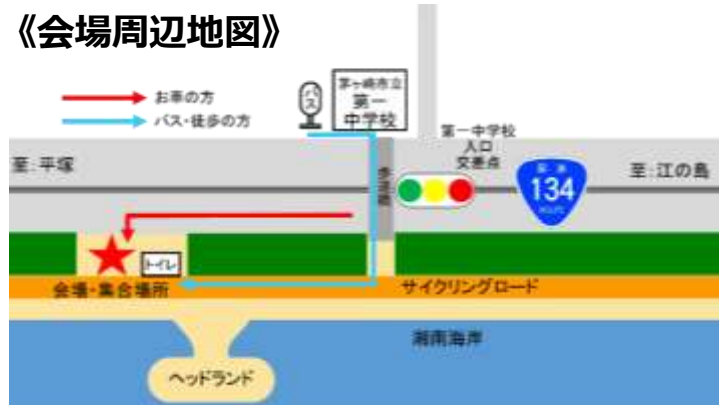 《会場周辺地図》
お車の方
バス・徒歩の方
バス
茅ヶ崎市立
第一
中学校
第一中学校
入口
交差点
至:平塚
歩道橋
国道
134
ROUTE
至:江の島
トイレ
会場・集合場所
サイクリングロード
湘南海岸
ヘッドランド